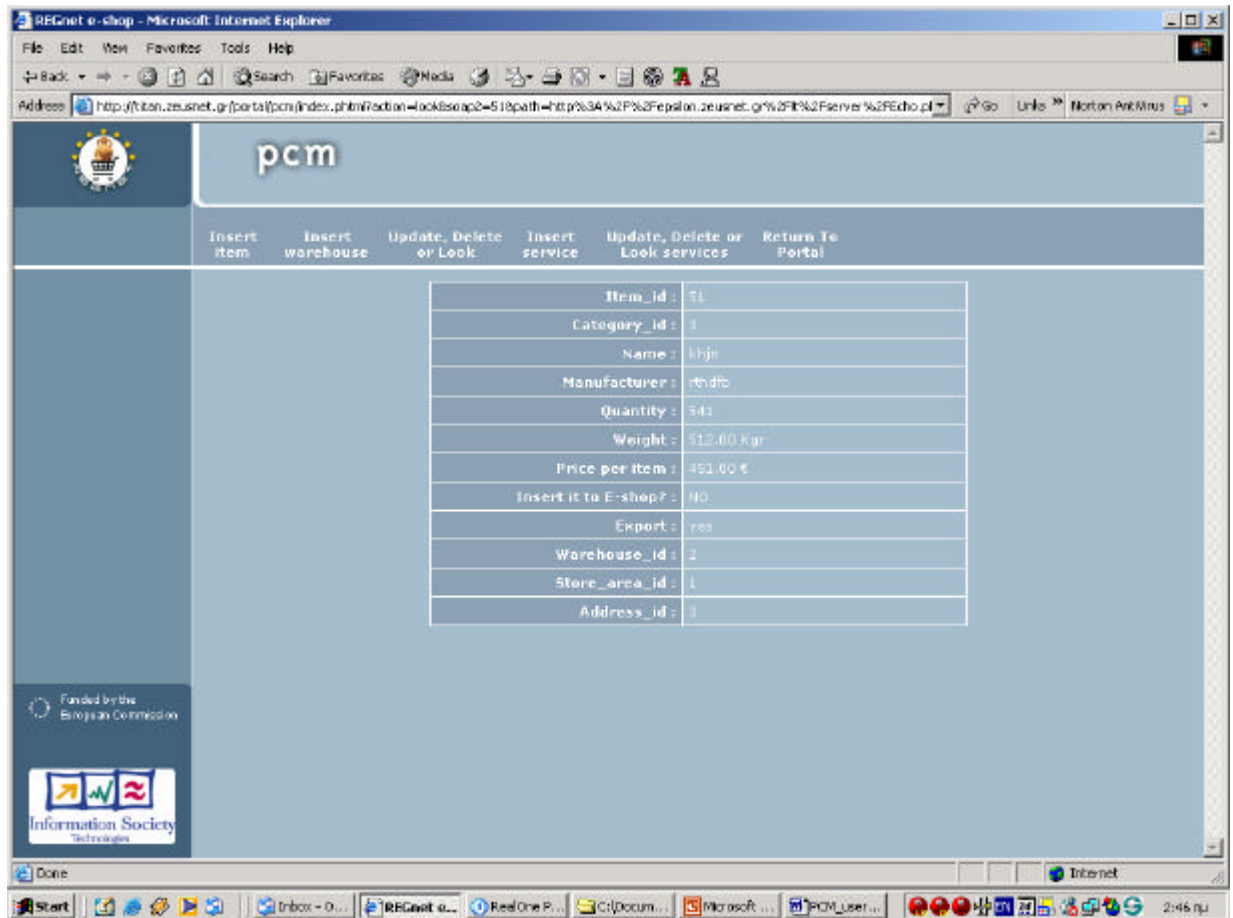 REGnet e-shop - Microsoft Internet Explorer
File Edit View Favorites Tools Help
Back Search Favorites Media
Address http://titan.zeusnet.gr/portal/pcm/index.phtml?action=look&soap2=51&path=http%3A%2F%2Fepsilon.zeusnet.gr%2Flt%2Fserver%2FEcho.pl Go Links » Norton AntiVirus
pcm
Insert item
Insert warehouse
Update, Delete or Look
Insert service
Update, Delete or Look services
Return To Portal
Item_id : 51
Category_id :
Name : khjn
Manufacturer : rthdfb
Quantity : 541
Weight : 512.00 Kgr
Price per item : 451.00 €
Insert it to E-shop? : NO
Export : yes
Warehouse_id : 2
Store_area_id : 1
Address_id :
Funded by the
European Commission
Information Society
Technologies
Done Internet
Start Inbox - O... REGnet e... RealOne P... C:\Docum... Microsoft ... PCM_user... 2:46 πμ